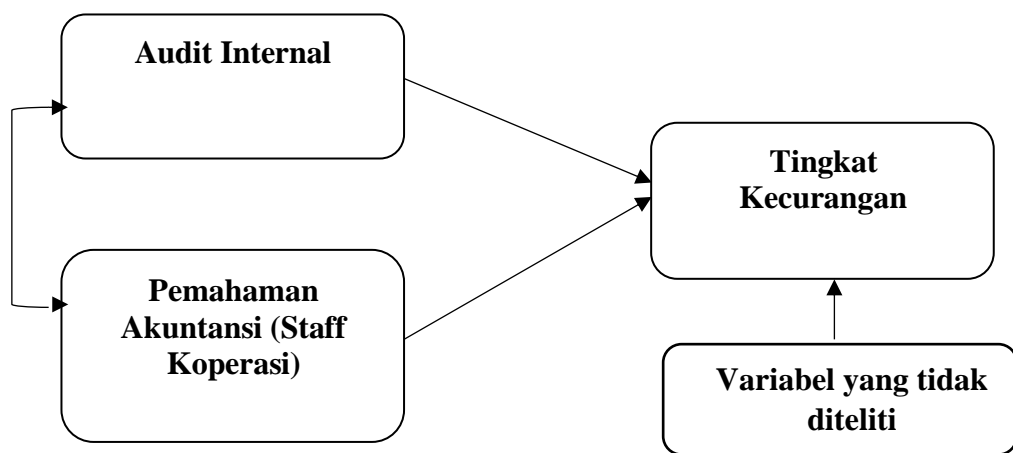 Audit Internal
Tingkat
Kecurangan
Pemahaman
Akuntansi (Staff
Koperasi)
Variabel yang tidak
diteliti